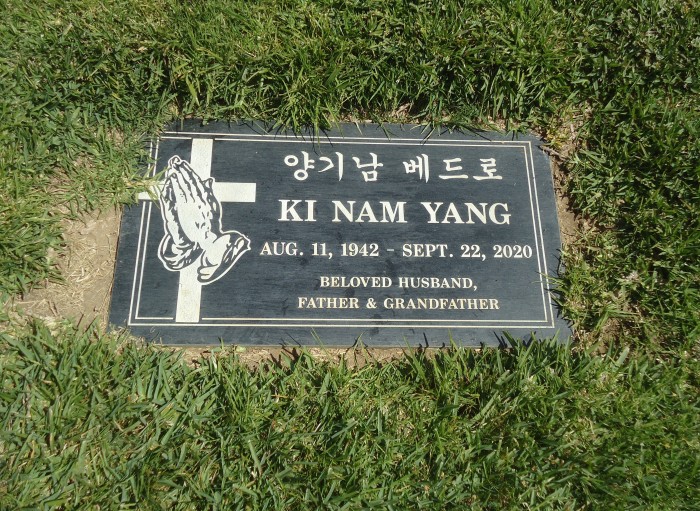 양기남 베드로
KI NAM YANG
AUG. 11, 1942 - SEPT. 22, 2020
BELOVED HUSBAND,
FATHER & GRANDFATHER